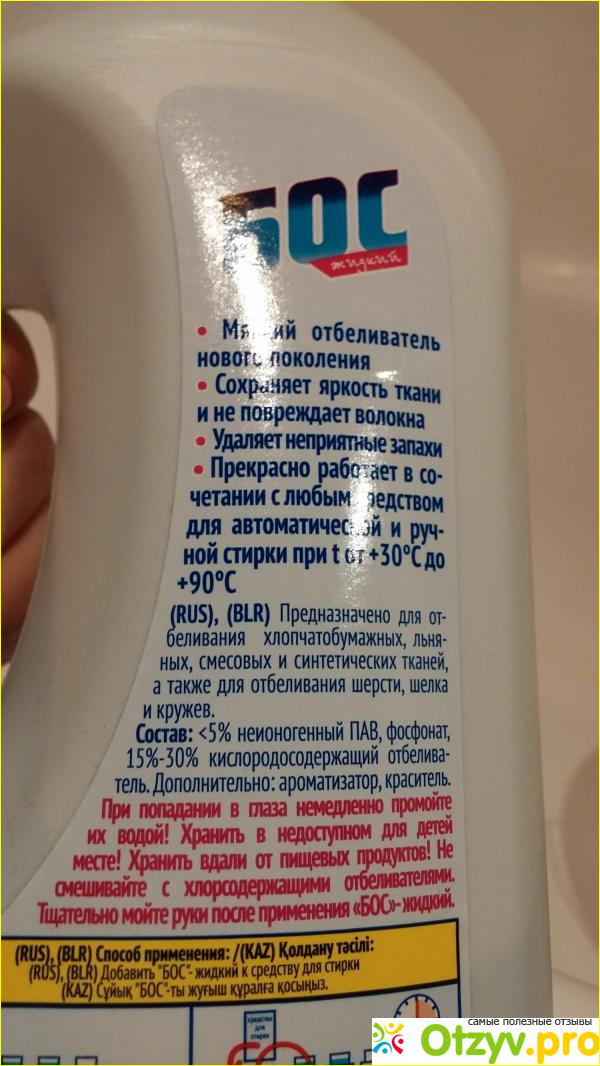 БОС
жидкий
• Мягкий отбеливатель
нового поколения
• Сохраняет яркость ткани
и не повреждает волокна
• Удаляет неприятные запахи
• Прекрасно работает в со-
четании с любым средством
для автоматической и руч-
ной стирки при t от +30°C до
+90°C
(RUS), (BLR) Предназначено для от-
беливания хлопчатобумажных, льня-
ных, смесовых и синтетических тканей,
а также для отбеливания шерсти, шелка
и кружев.
Состав: <5% неионогенный ПАВ, фосфонат,
15%-30% кислородосодержащий отбелива-
тель. Дополнительно: ароматизатор, краситель.
При попадании в глаза немедленно промойте
их водой! Хранить в недоступном для детей
месте! Хранить вдали от пищевых продуктов! Не
смешивайте с хлорсодержащими отбеливателями.
Тщательно мойте руки после применения «БОС»- жидкий.
(RUS), (BLR) Способ применения: /(KAZ) Қолдану тәсілі:
(RUS), (BLR) Добавить "БОС"- жидкий к средству для стирки
(KAZ) Сұйық "БОС"-ты жуғыш құралға қосыңыз.
средство
для
стирки
самые полезные отзывы
Otzyv.pro